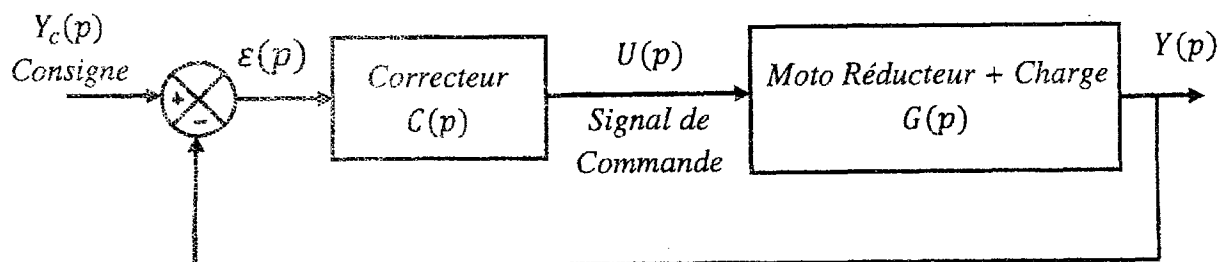 Y_c(p)
Consigne
+
−
ε(p)
Correcteur
C(p)
U(p)
Signal de
Commande
Moto Réducteur + Charge
G(p)
Y(p)